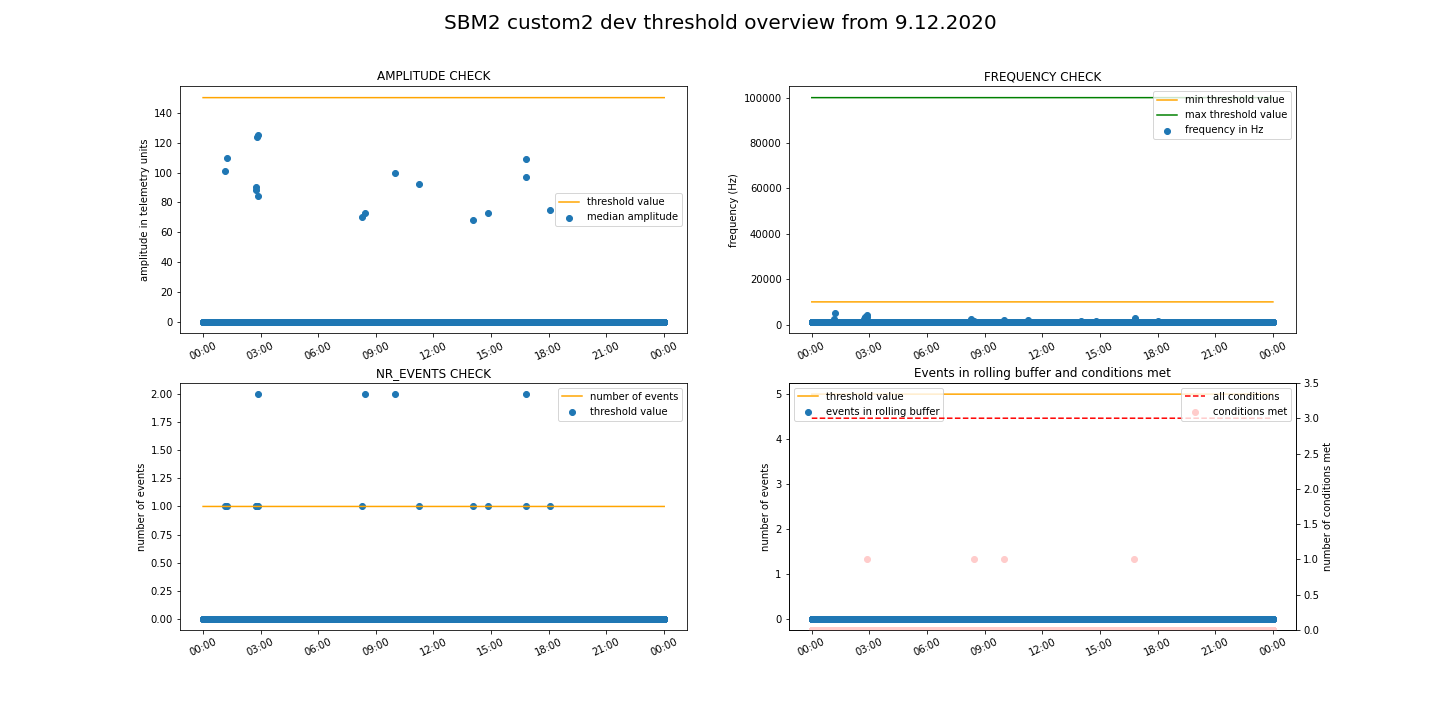 SBM2 custom2 dev threshold overview from 9.12.2020
AMPLITUDE CHECK
amplitude in telemetry units
140
120
100
80
60
40
20
0
threshold value
median amplitude
00:00 03:00 06:00 09:00 12:00 15:00 18:00 21:00 00:00
FREQUENCY CHECK
frequency (Hz)
100000
80000
60000
40000
20000
0
min threshold value
max threshold value
frequency in Hz
00:00 03:00 06:00 09:00 12:00 15:00 18:00 21:00 00:00
NR_EVENTS CHECK
number of events
2.00
1.75
1.50
1.25
1.00
0.75
0.50
0.25
0.00
number of events
threshold value
00:00 03:00 06:00 09:00 12:00 15:00 18:00 21:00 00:00
Events in rolling buffer and conditions met
number of events
5
4
3
2
1
0
threshold value
events in rolling buffer
all conditions
conditions met
3.5
3.0
2.5
2.0
1.5
1.0
0.5
0.0
number of conditions met
00:00 03:00 06:00 09:00 12:00 15:00 18:00 21:00 00:00